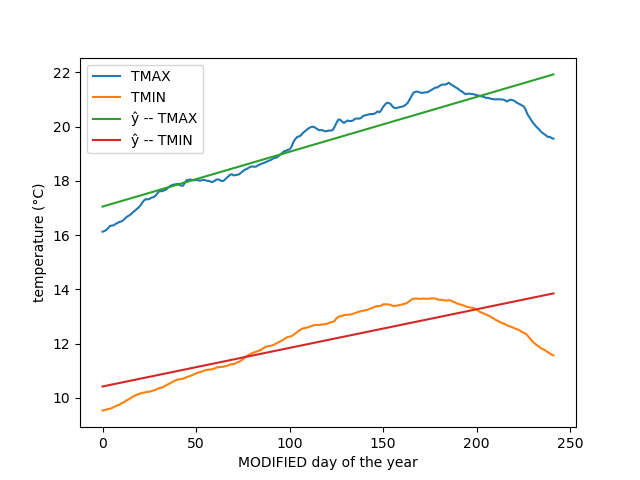 TMAX
TMIN
ŷ -- TMAX
ŷ -- TMIN
22
20
18
16
14
12
10
temperature (°C)
0 50 100 150 200 250
MODIFIED day of the year